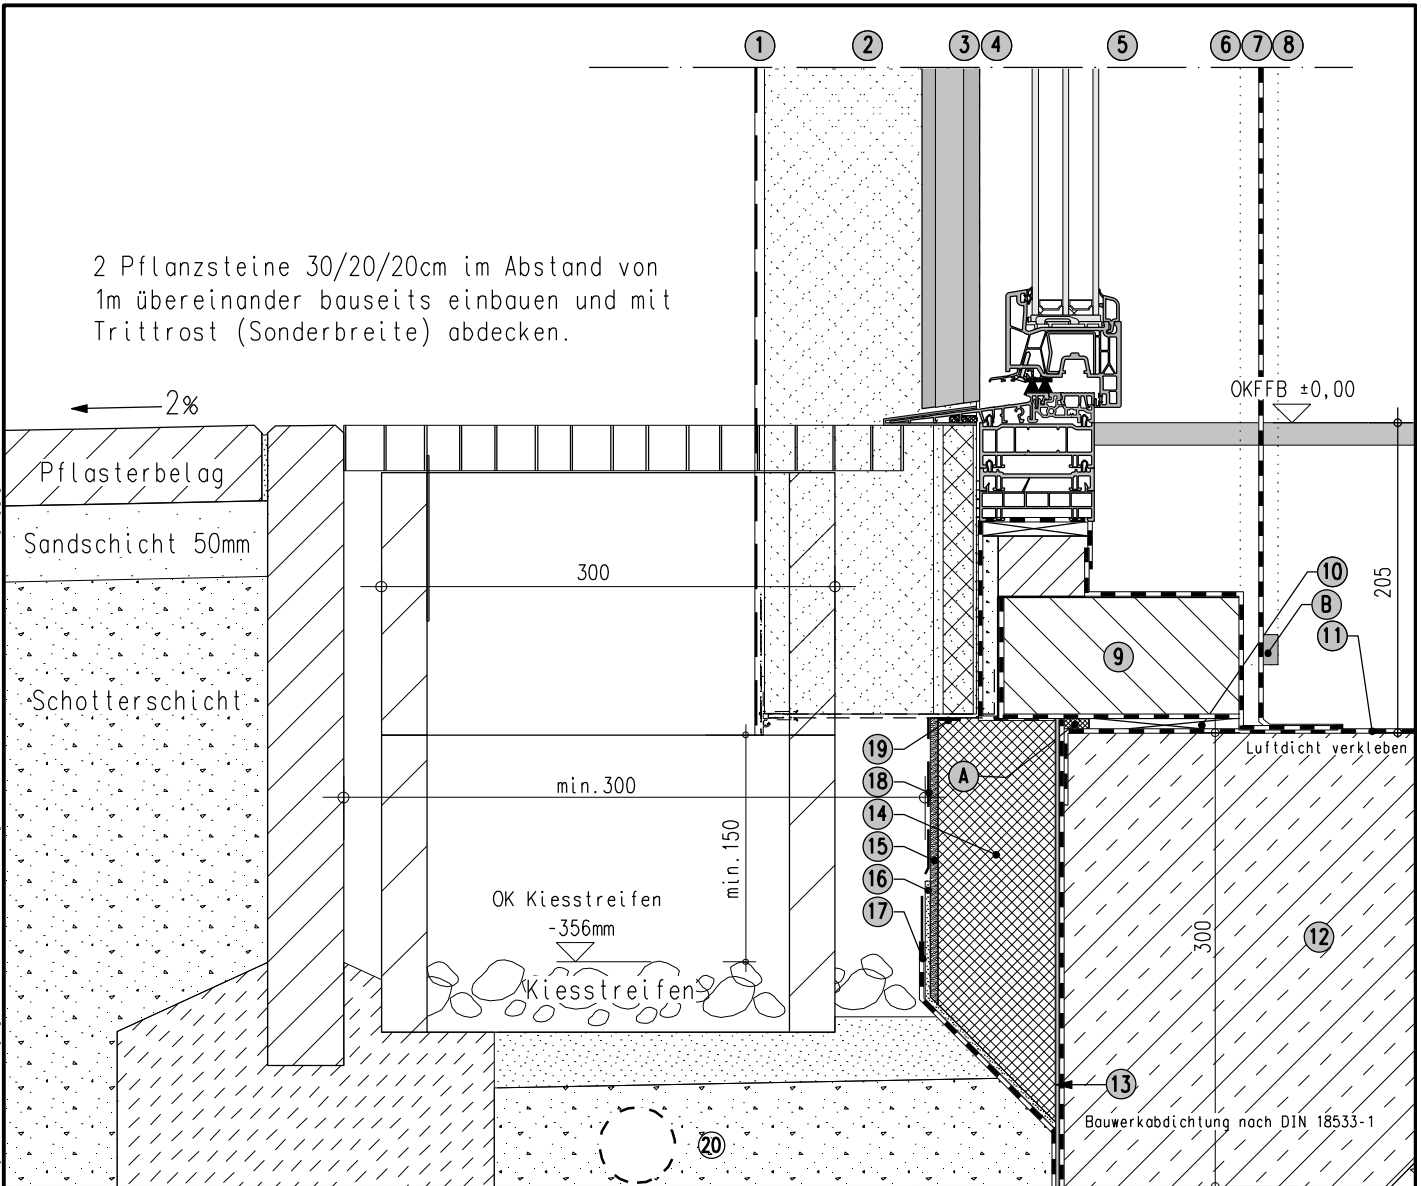 1 2 3 4 5 6 7 8
2 Pflanzsteine 30/20/20cm im Abstand von
1m übereinander bauseits einbauen und mit
Trittrost (Sonderbreite) abdecken.
OKFFB ±0,00
2%
Pflasterbelag
Sandschicht 50mm
Schotterschicht
300
10
B
11
205
9
Luftdicht verkleben
19
A
18
min.300
14
min.150
15
16
OK Kiesstreifen
17
-356mm
300
12
Kiesstreifen
13
Bauwerkabdichtung nach DIN 18533-1
20